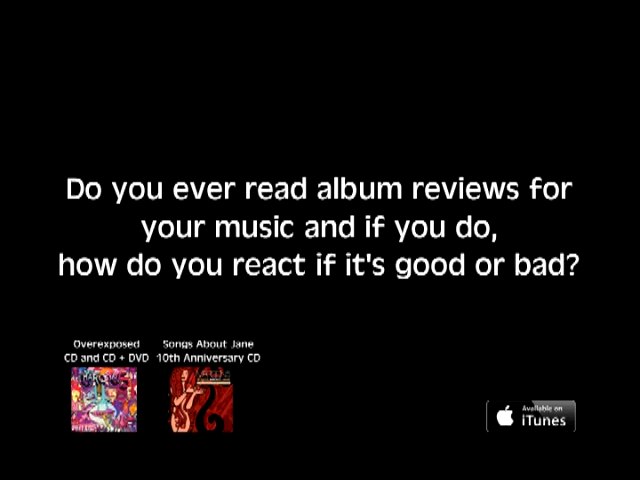 Do you ever read album reviews for
your music and if you do,
how do you react if it's good or bad?
Overexposed
CD and CD + DVD
Songs About Jane
10th Anniversary CD
Available on
iTunes